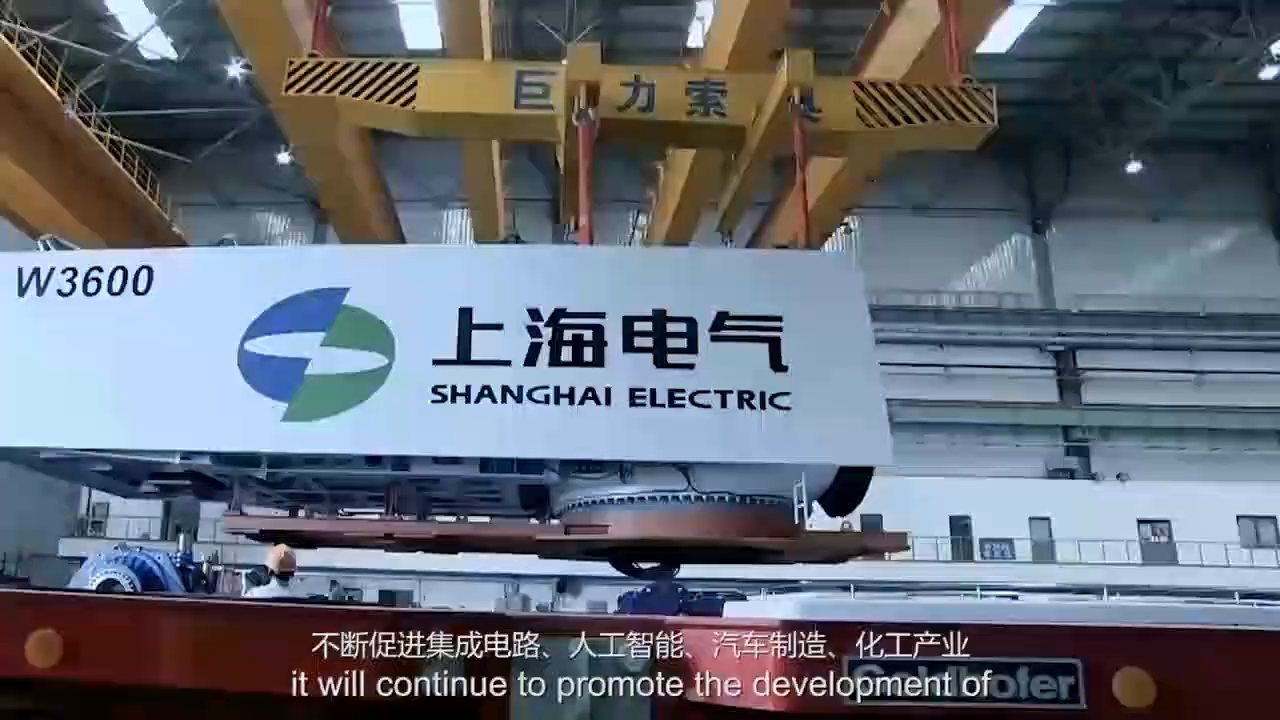 巨力索具
W3600
上海电气
SHANGHAI ELECTRIC
不断促进集成电路、人工智能、汽车制造、化工产业
it will continue to promote the development of
Goldhofer